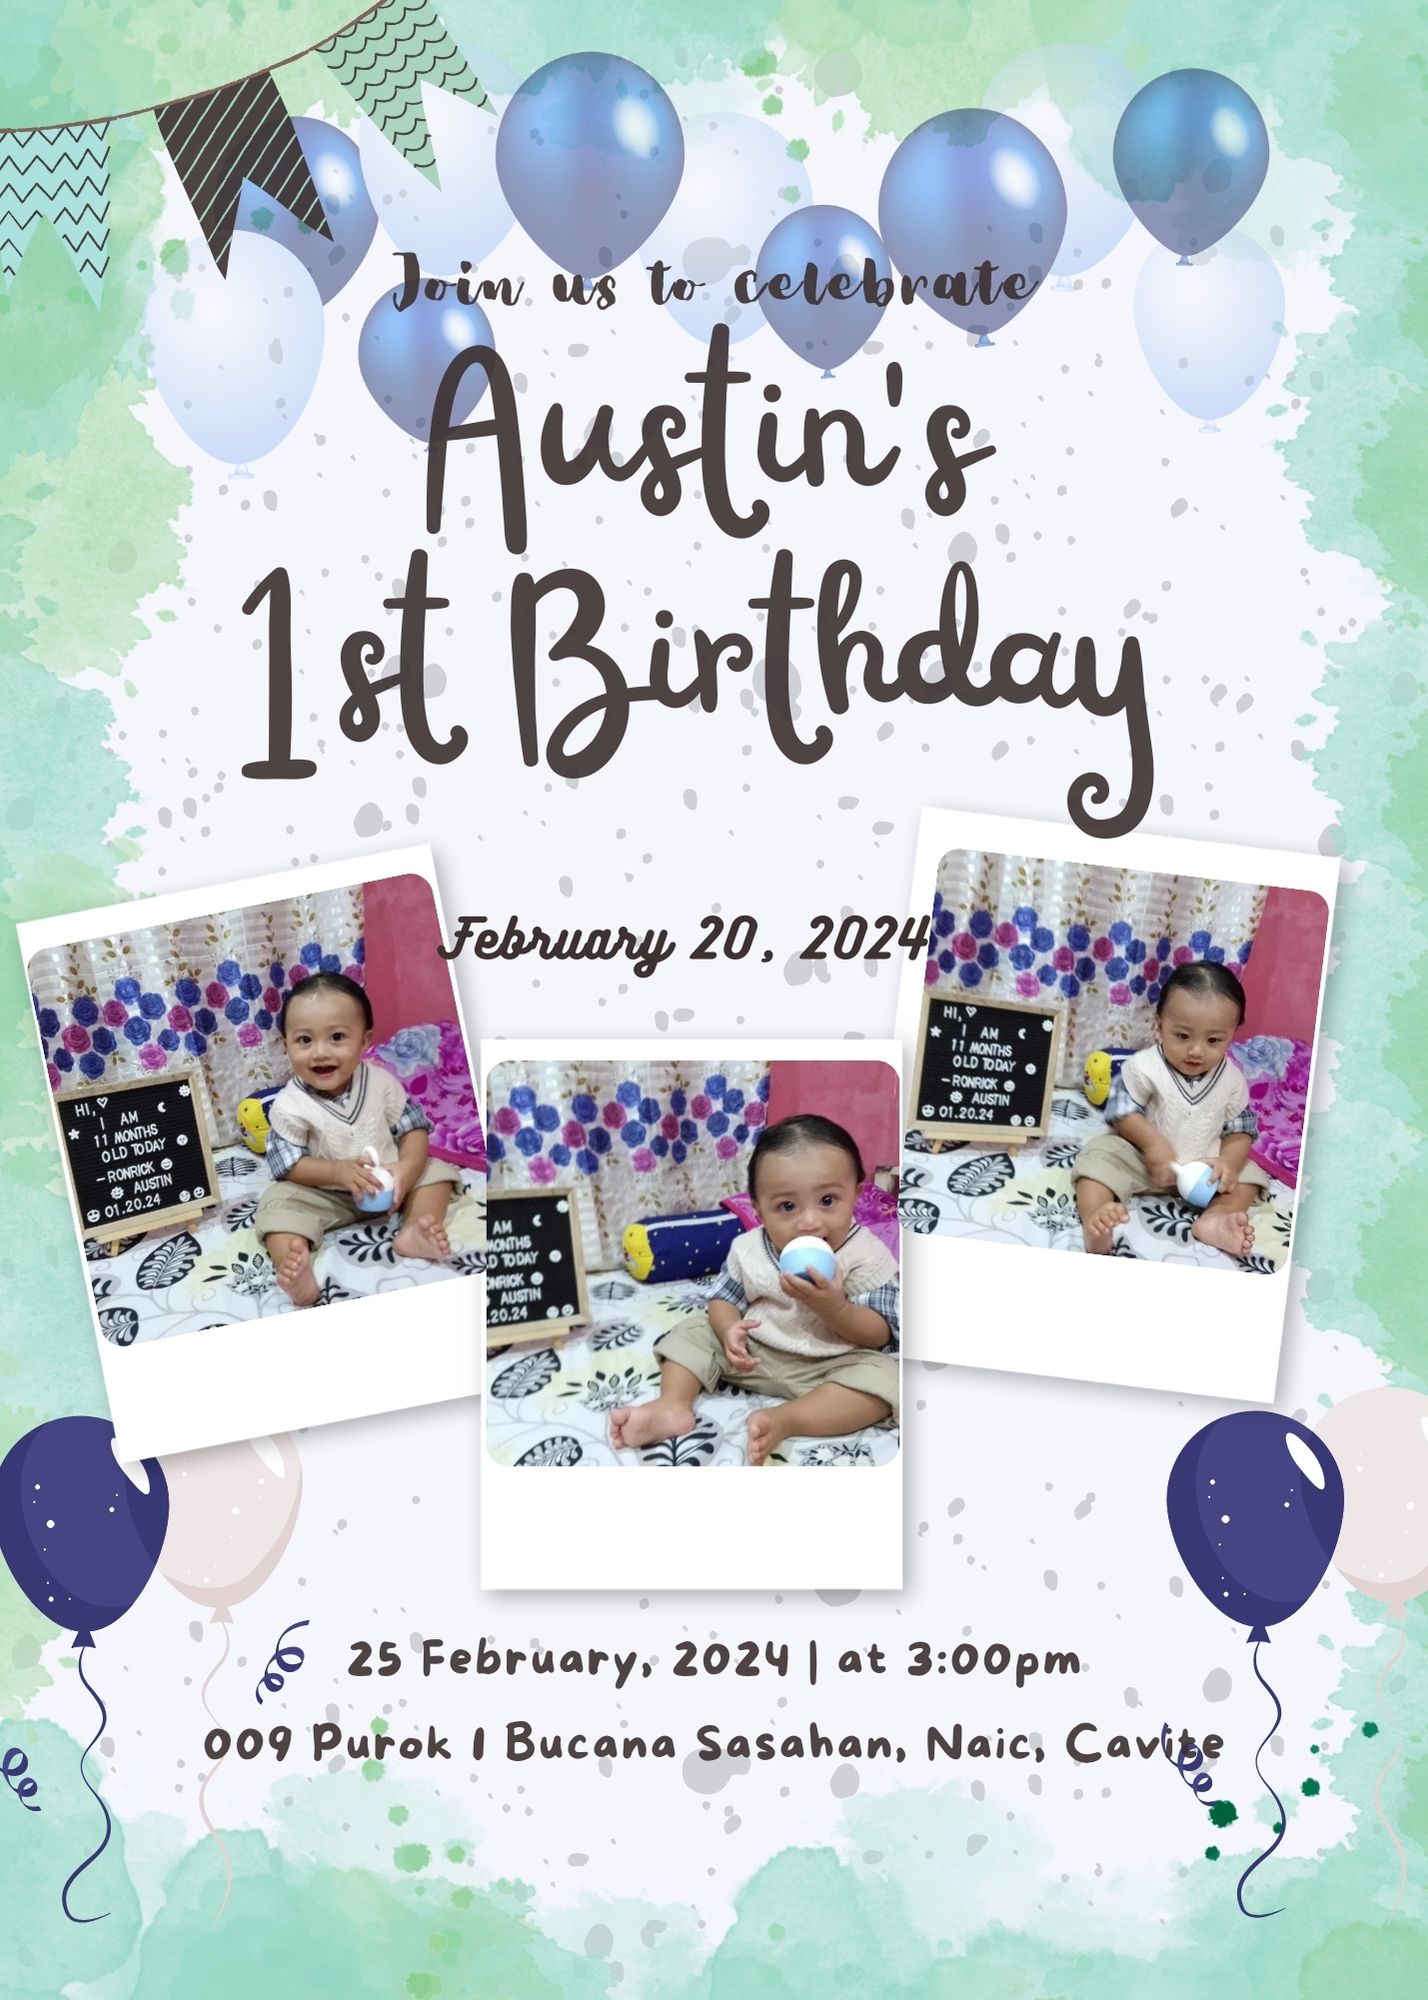 Join us to celebrate
Austin's
1st Birthday
February 20, 2024
HI, ♡
I AM
11 MONTHS
OLD TODAY
-RONRICK
AUSTIN
01.20.24
AM
MONTHS
D TODAY
ONRICK
AUSTIN
.20.24
HI, ♡
I AM
11 MONTHS
OLD TODAY
-RONRICK
AUSTIN
01.20.24
25 February, 2024 | at 3:00pm
009 Purok 1 Bucana Sasahan, Naic, Cavite